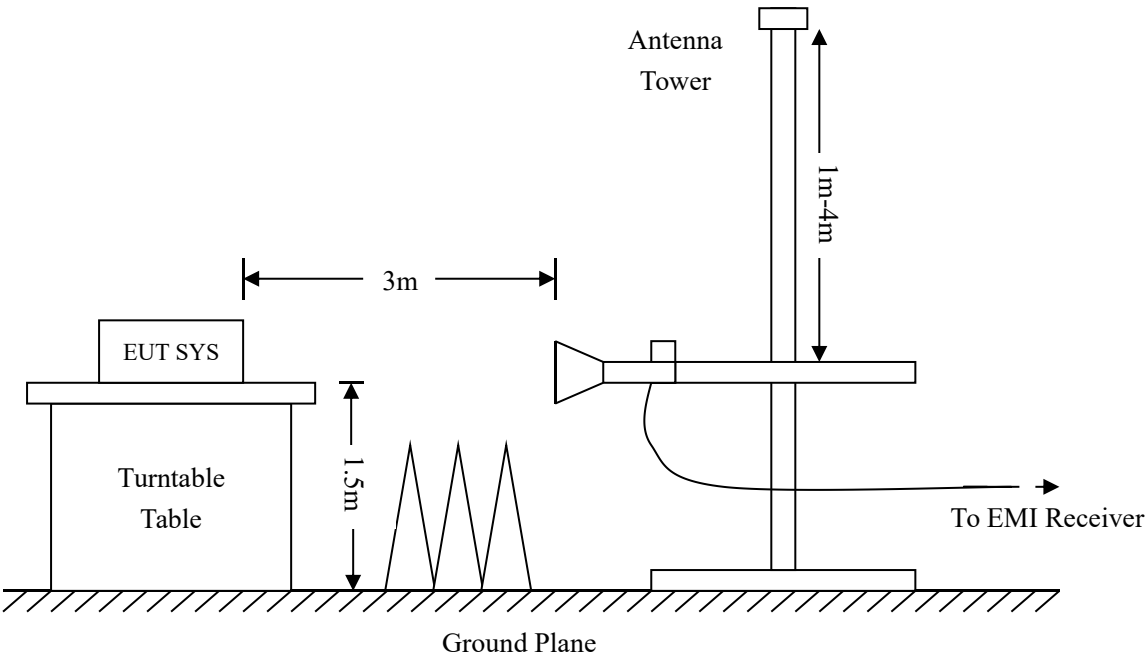 Antenna
Tower
1m-4m
3m
EUT SYS
1.5m
Turntable
Table
To EMI Receiver
Ground Plane